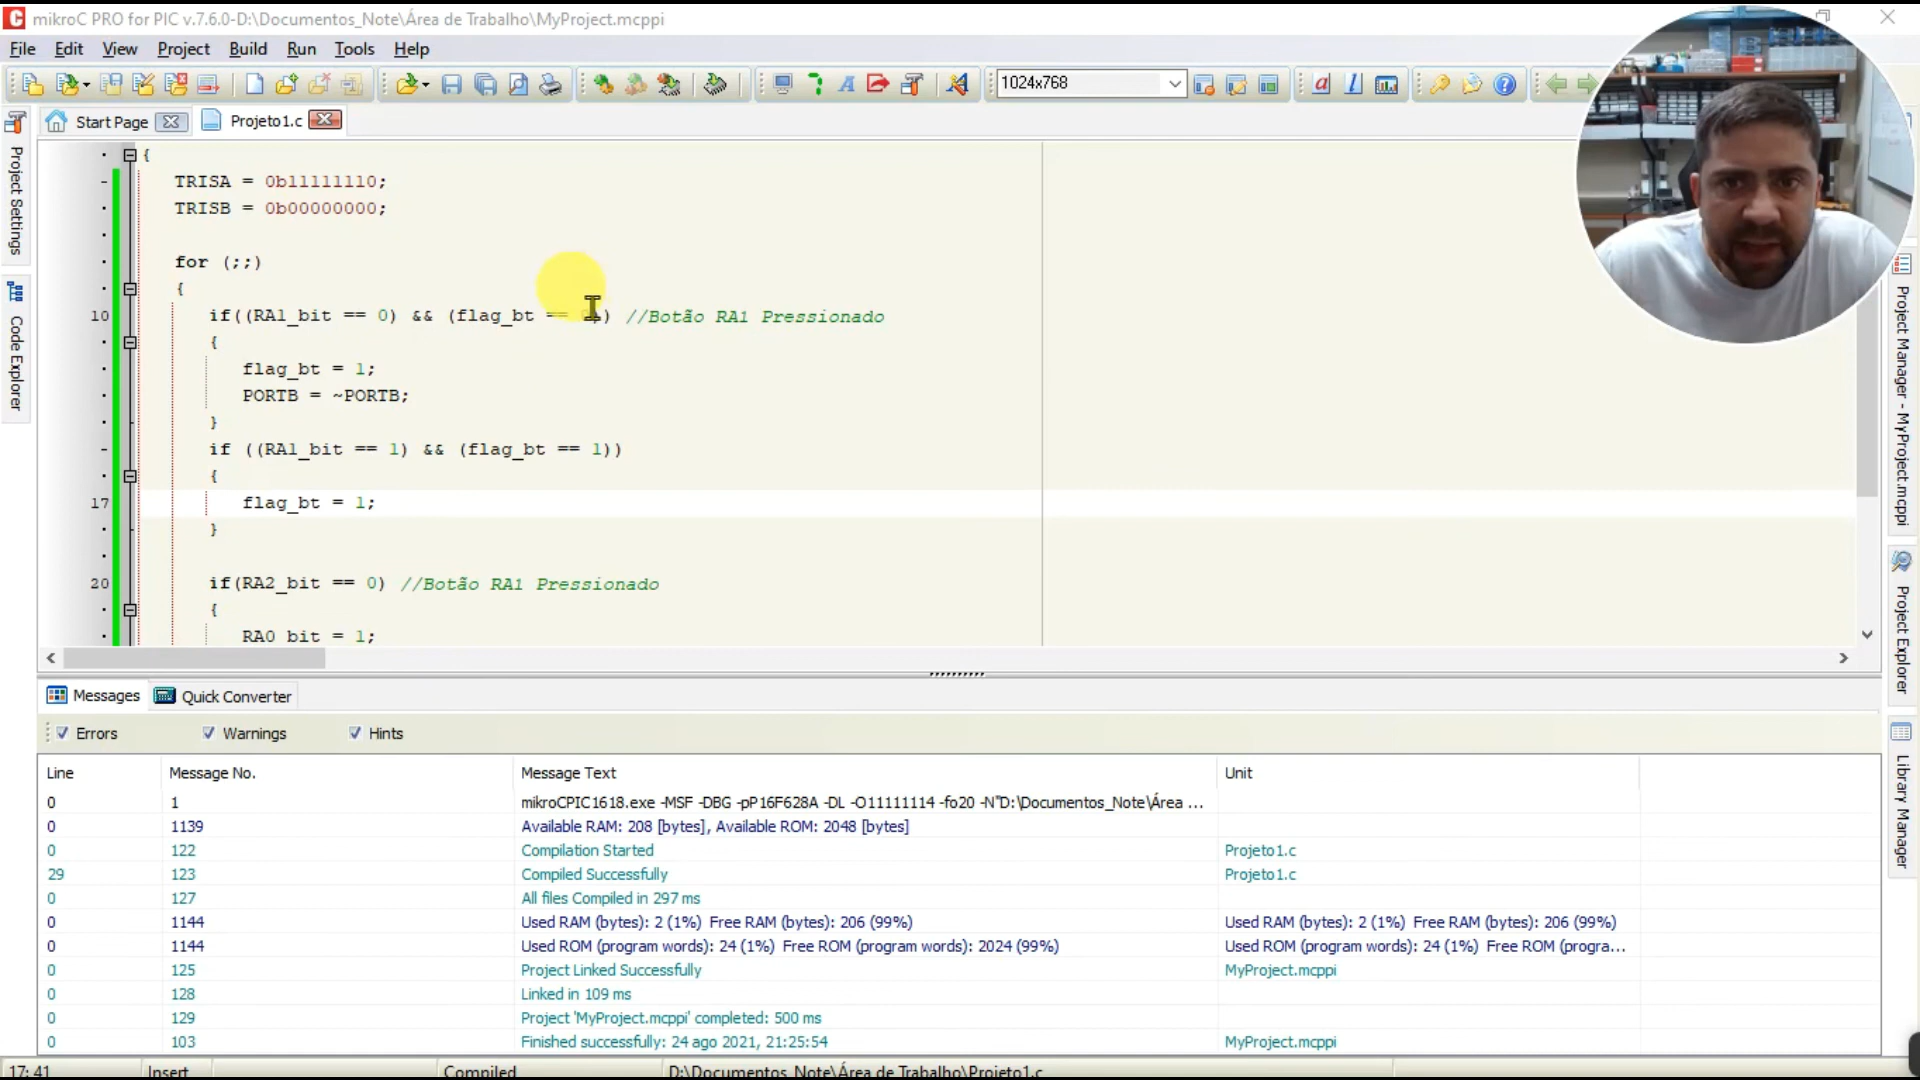 mikroC PRO for PIC v.7.6.0-D:\Documentos_Note\Área de Trabalho\MyProject.mcppi
File Edit View Project Build Run Tools Help
1024x768
Start Page Projeto1.c
Project Settings
Code Explorer
{
TRISA = 0b11111110;
TRISB = 0b00000000;
for (;;)
{
10 if((RA1_bit == 0) && (flag_bt == //Botão RA1 Pressionado
{
flag_bt = 1;
PORTB = ~PORTB;
}
if ((RA1_bit == 1) && (flag_bt == 1))
{
17 flag_bt = 1;
}
20 if(RA2_bit == 0) //Botão RA1 Pressionado
{
RA0_bit = 1;
Project Manager - MyProject.mcppi
Project Explorer
Library Manager
Messages Quick Converter
Errors Warnings Hints
Line Message No. Message Text Unit
0 1 mikroCPIC1618.exe -MSF -DBG -pP16F628A -DL -O11111114 -fo20 -N"D:\Documentos_Note\Área ...
0 1139 Available RAM: 208 [bytes], Available ROM: 2048 [bytes]
0 122 Compilation Started Projeto1.c
29 123 Compiled Successfully Projeto1.c
0 127 All files Compiled in 297 ms
0 1144 Used RAM (bytes): 2 (1%) Free RAM (bytes): 206 (99%) Used RAM (bytes): 2 (1%) Free RAM (bytes): 206 (99%)
0 1144 Used ROM (program words): 24 (1%) Free ROM (program words): 2024 (99%) Used ROM (program words): 24 (1%) Free ROM (progra...
0 125 Project Linked Successfully MyProject.mcppi
0 128 Linked in 109 ms
0 129 Project 'MyProject.mcppi' completed: 500 ms
0 103 Finished successfully: 24 ago 2021, 21:25:54 MyProject.mcppi
17: 41 Insert Compiled D:\Documentos_Note\Área de Trabalho\Projeto1.c